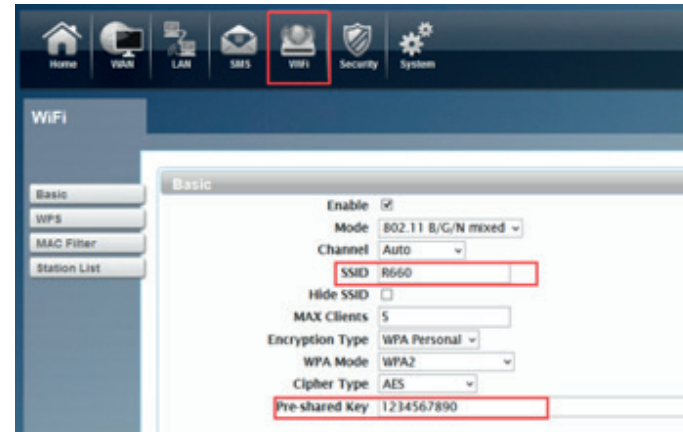 Home WAN LAN SMS WiFi Security System
WiFi
Basic
WPS
MAC Filter
Station List
Basic
Enable
Mode 802.11 B/G/N mixed
Channel Auto
SSID R660
Hide SSID
MAX Clients 5
Encryption Type WPA Personal
WPA Mode WPA2
Cipher Type AES
Pre-shared Key 1234567890